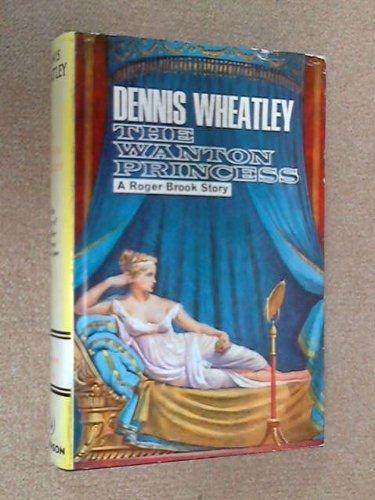 DENNIS WHEATLEY
THE
WANTON
PRINCESS
A Roger Brook Story